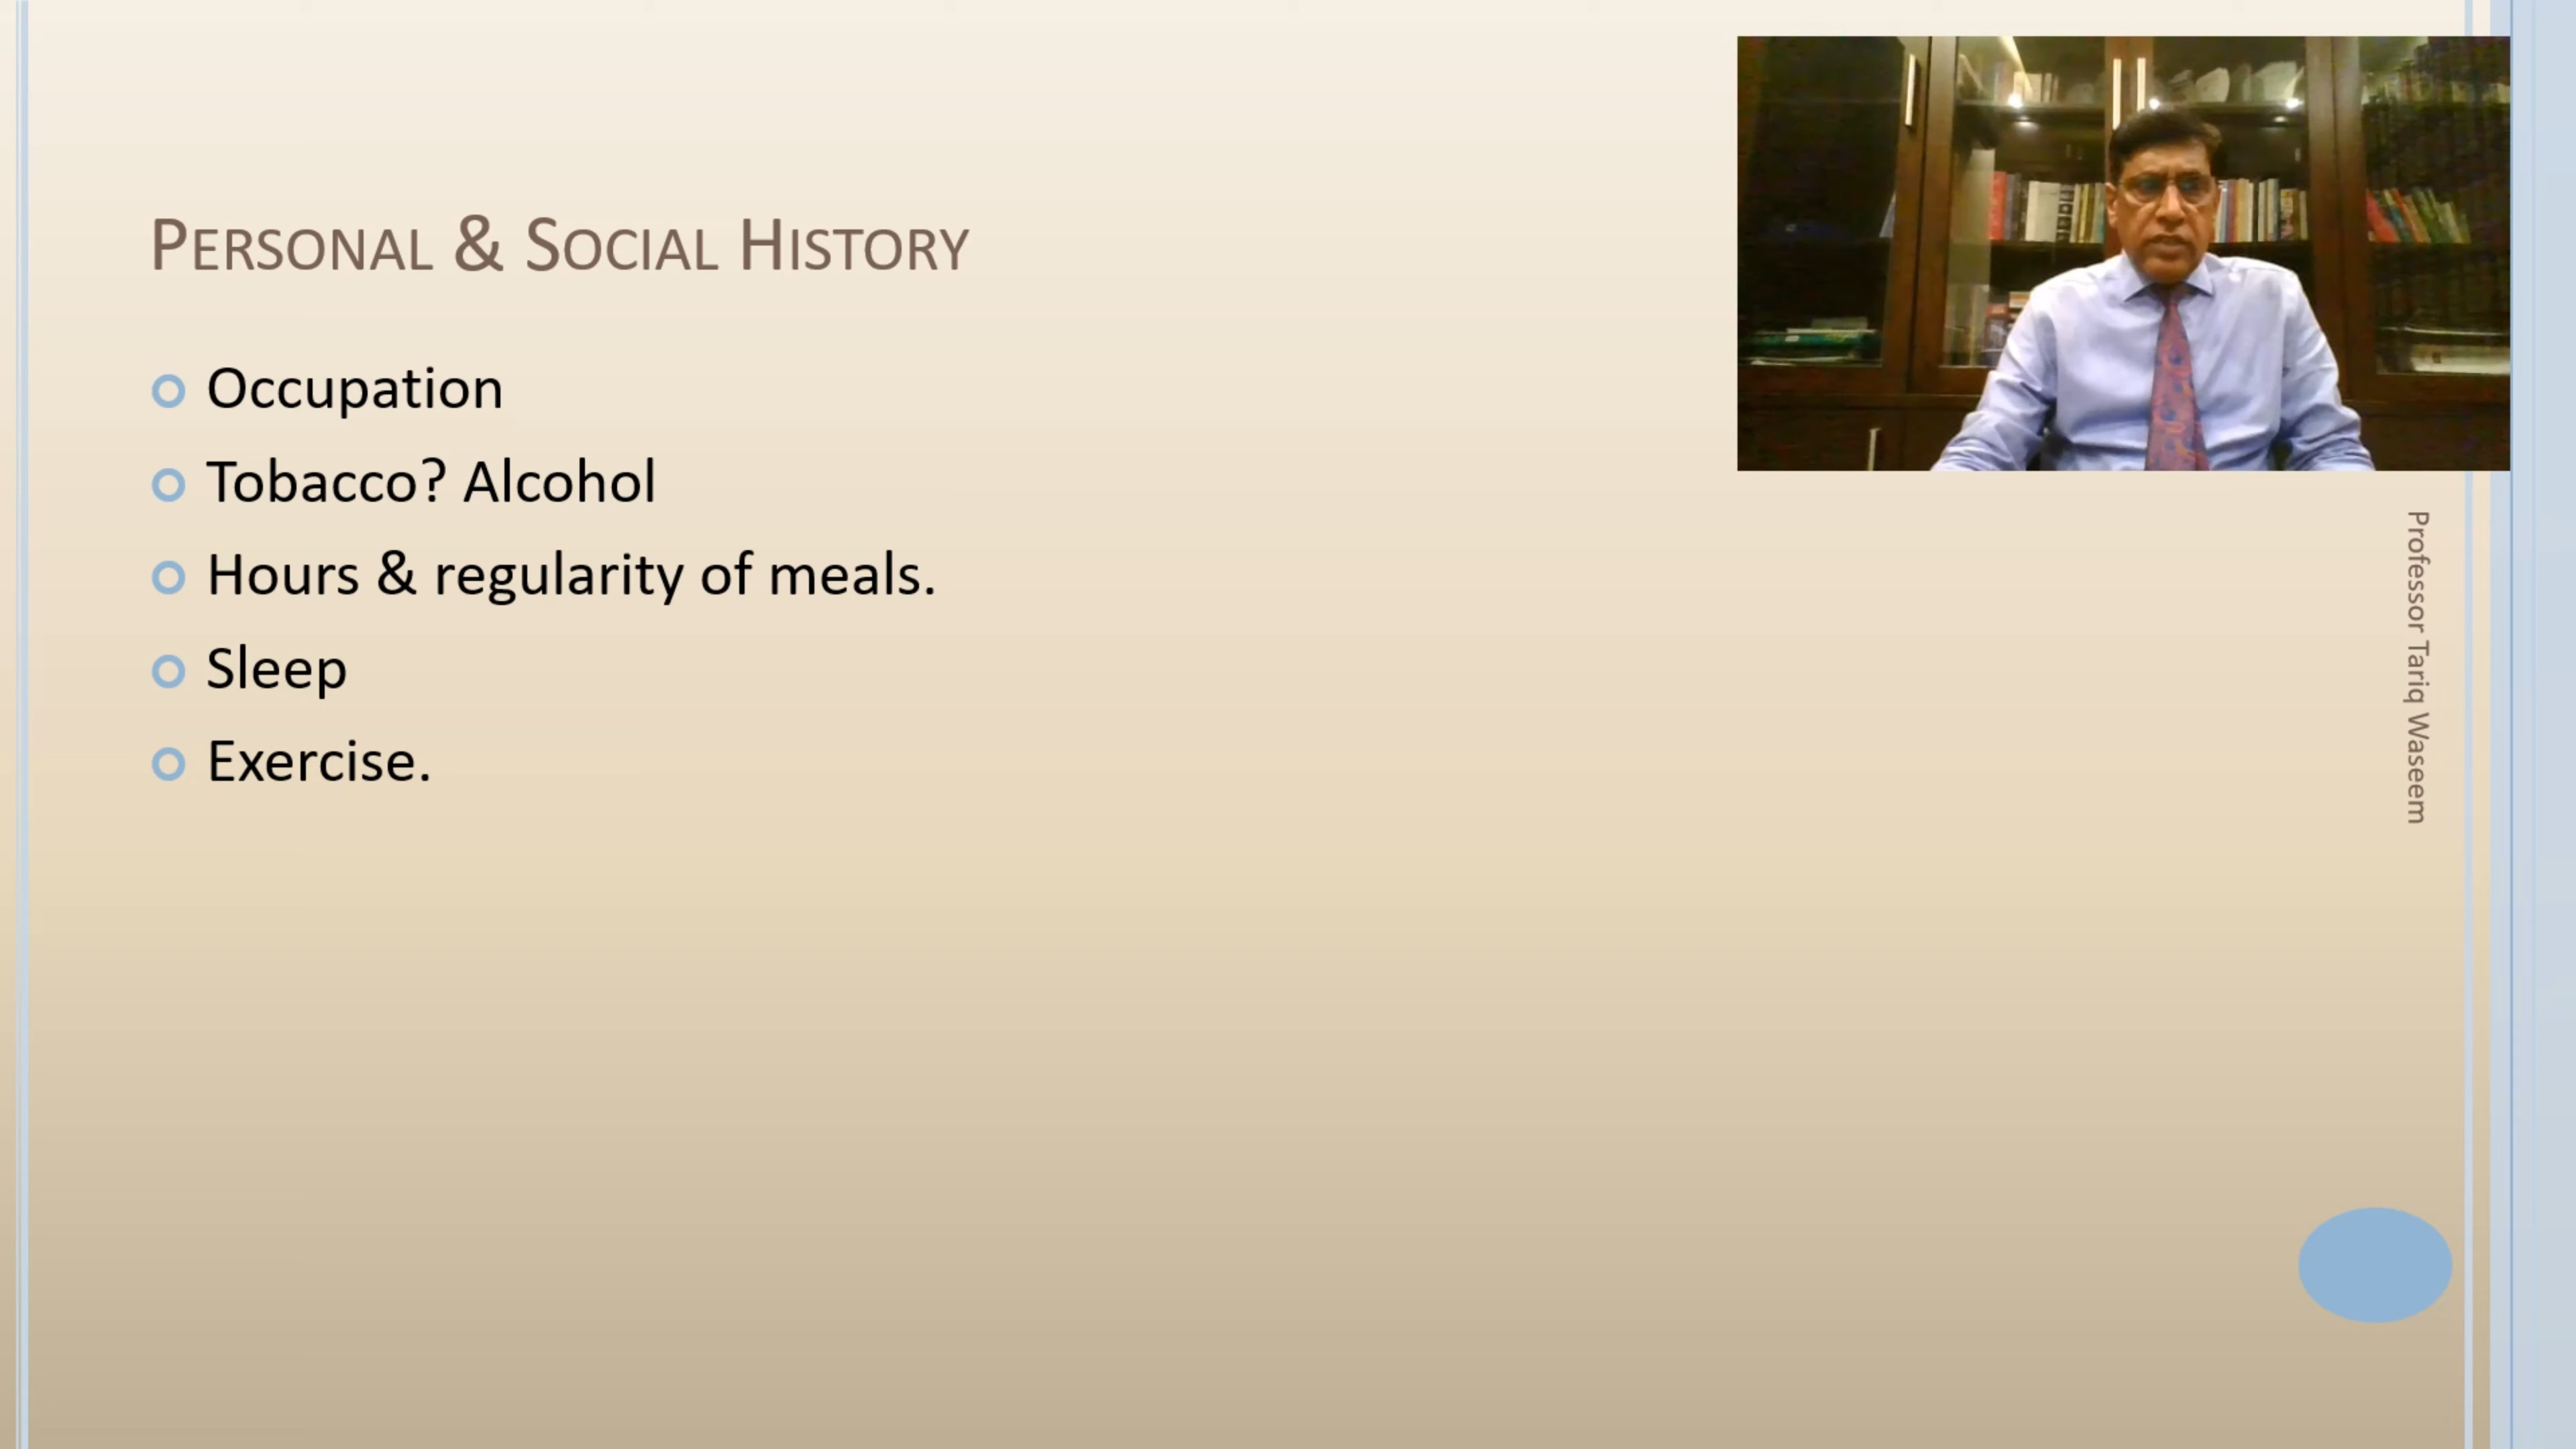 Personal & Social History
Occupation
Tobacco? Alcohol
Hours & regularity of meals.
Sleep
Exercise.
Professor Tariq Waseem